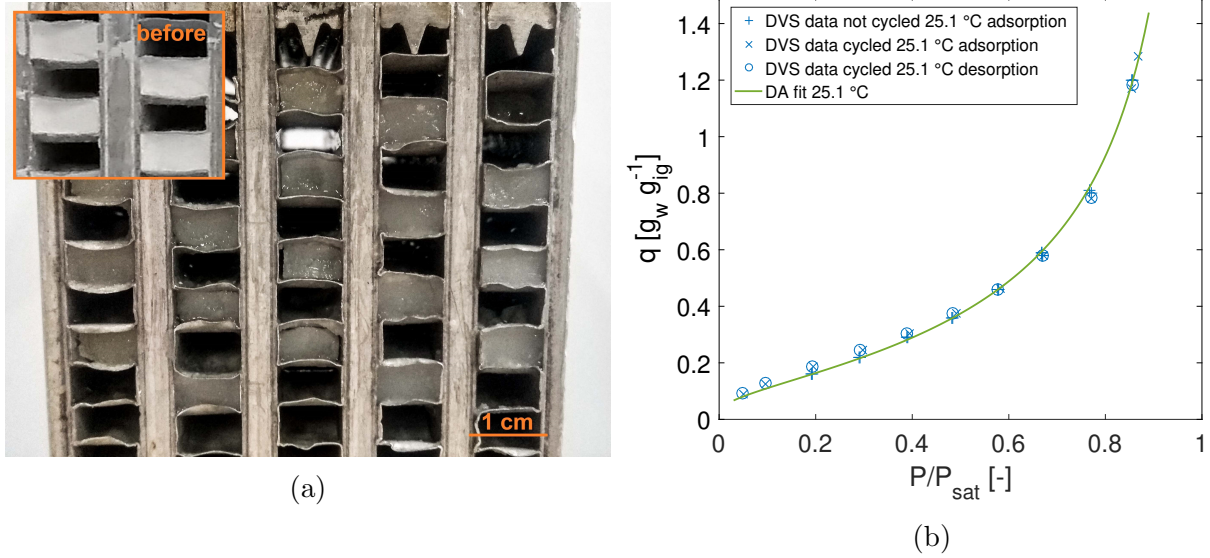 before
1 cm
(a)
DVS data not cycled 25.1 °C adsorption
DVS data cycled 25.1 °C adsorption
DVS data cycled 25.1 °C desorption
DA fit 25.1 °C
1.4
1.2
1
0.8
0.6
0.4
0.2
0
q [g_w g_ig^-1]
0 0.2 0.4 0.6 0.8 1
P/P_sat [-]
(b)